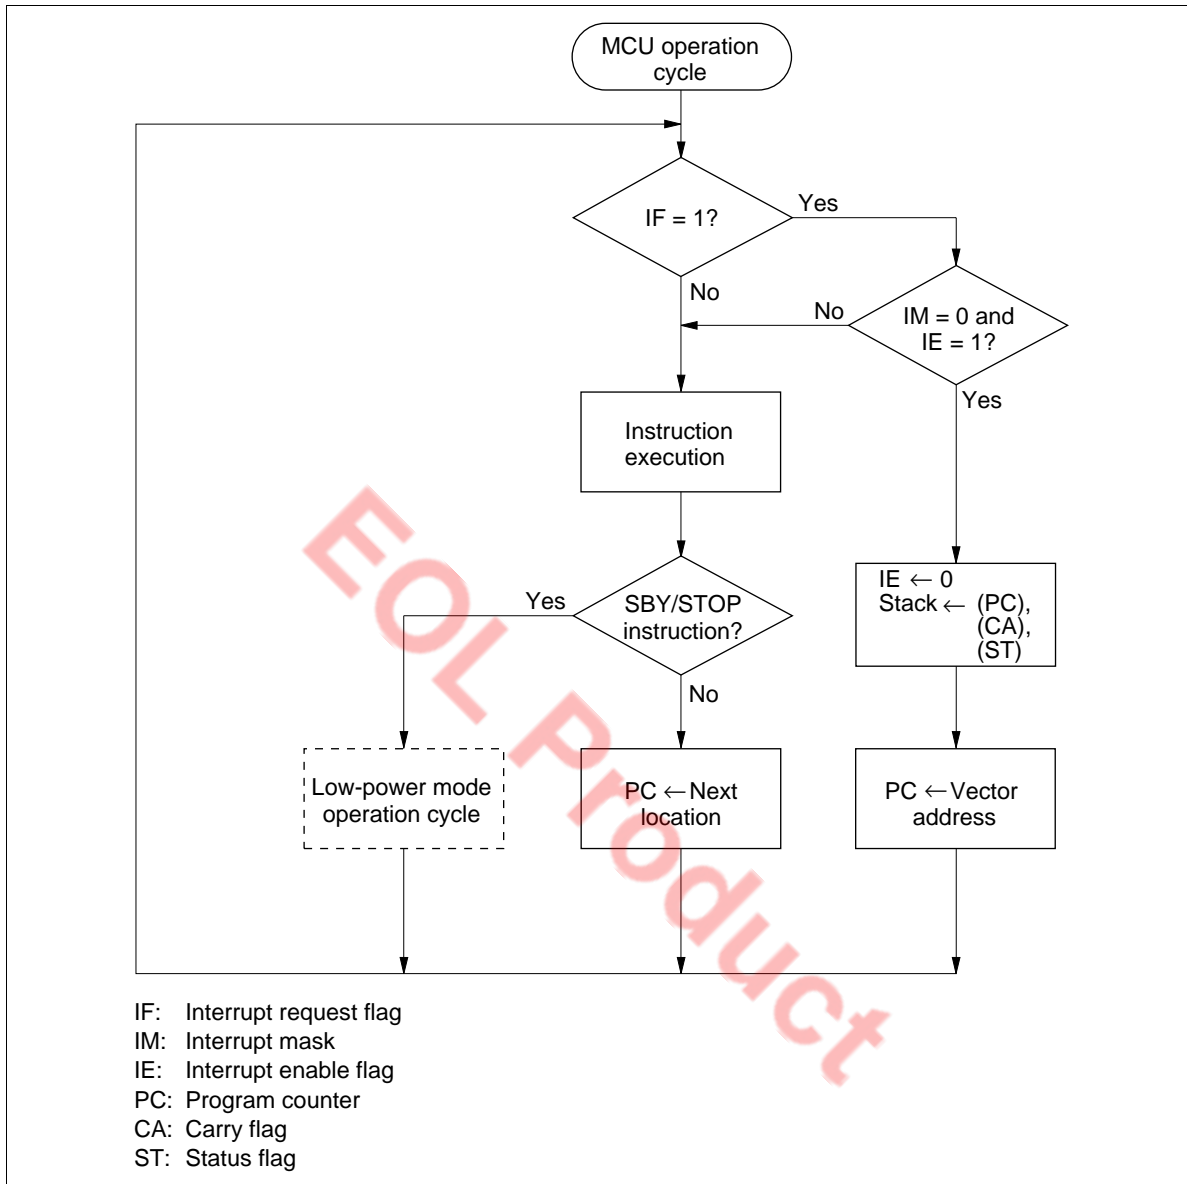 MCU operation
cycle
IF = 1?
Yes
No
IM = 0 and
IE = 1?
No
Yes
Instruction
execution
IE ← 0
Stack ← (PC),
(CA),
(ST)
SBY/STOP
instruction?
Yes
No
Low-power mode
operation cycle
PC ← Next
location
PC ← Vector
address
EOL Product
IF: Interrupt request flag
IM: Interrupt mask
IE: Interrupt enable flag
PC: Program counter
CA: Carry flag
ST: Status flag